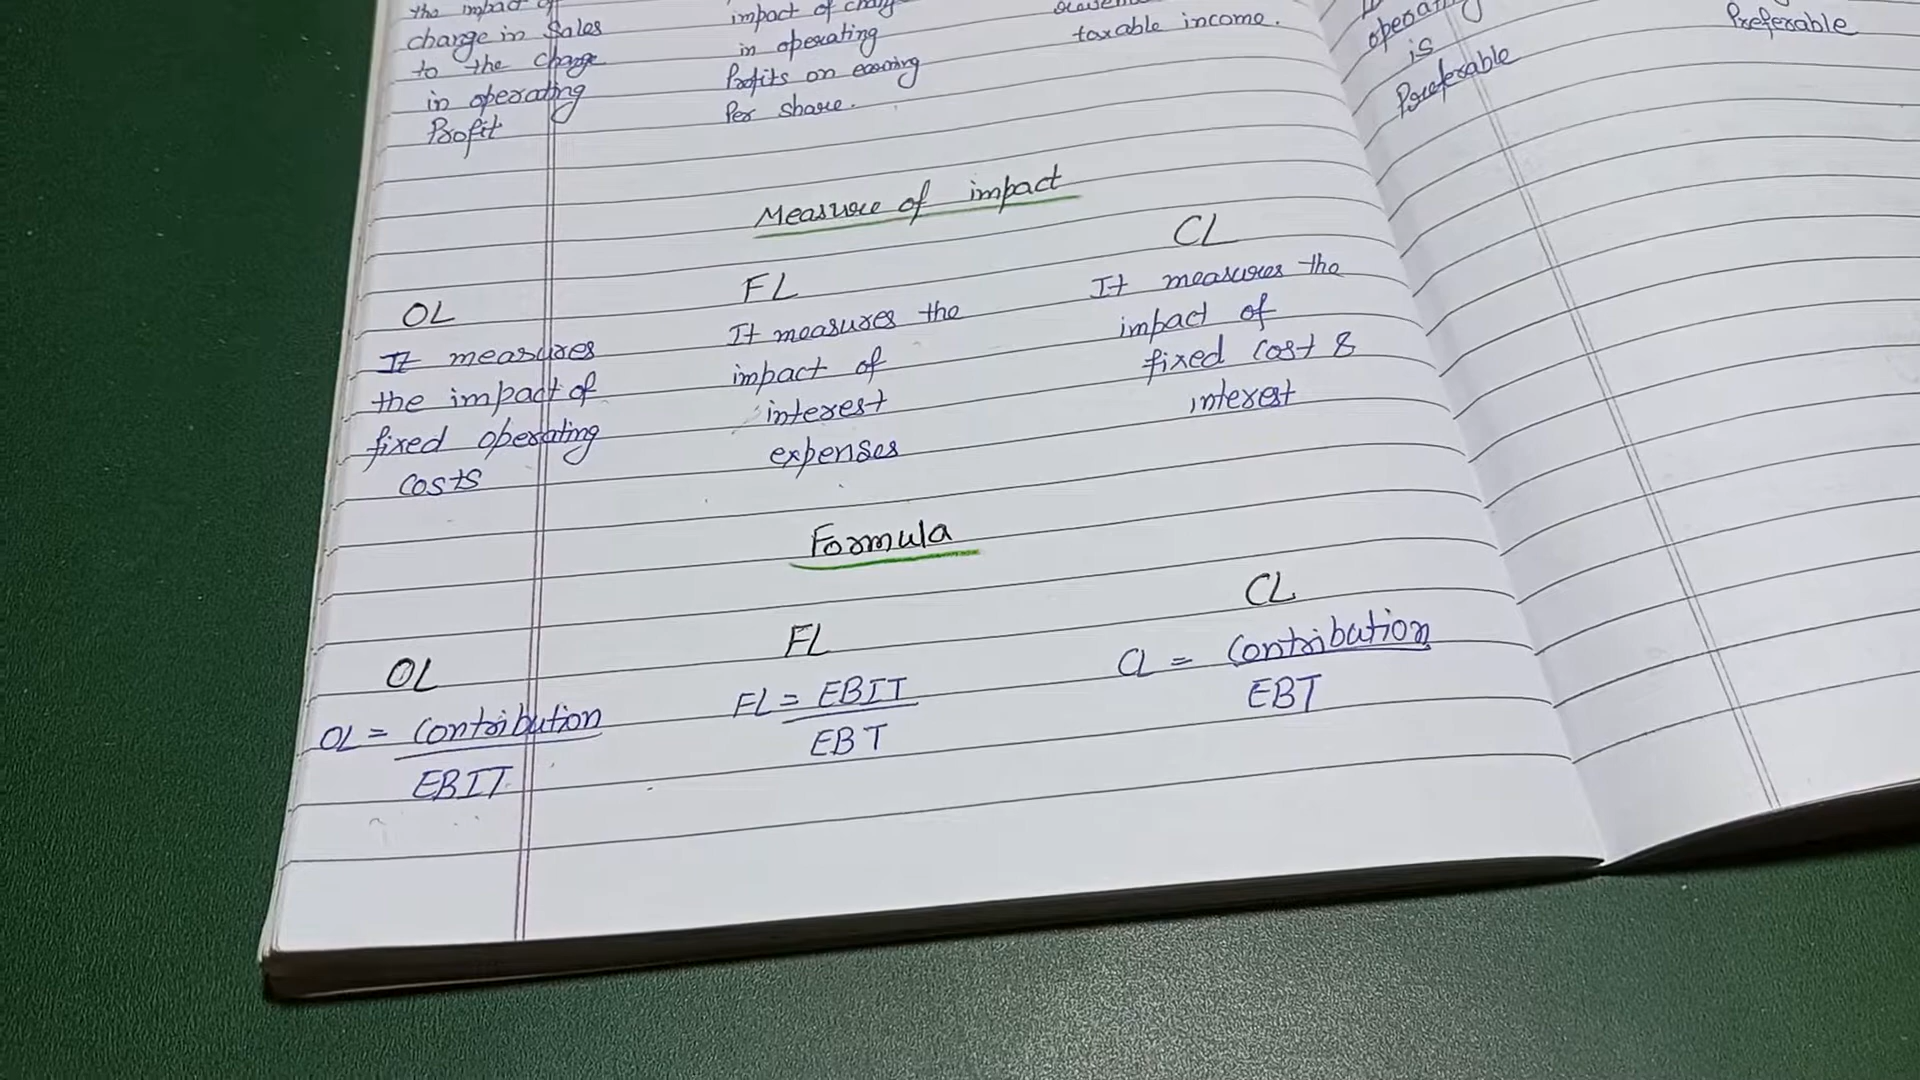 the impact of
change in Sales
to the change
in operating
Profit
impact of
in operating
Profits on earning
Per share.
taxable income.
is
Preferable
Preferable
Measure of impact
OL
It measures
the impact of
fixed operating
costs
FL
It measures the
impact of
interest
expenses
CL
It measures the
impact of
fixed cost &
interest
Formula
OL
OL = Contribution
EBIT
FL
FL = EBIT
EBT
CL
CL = Contribution
EBT